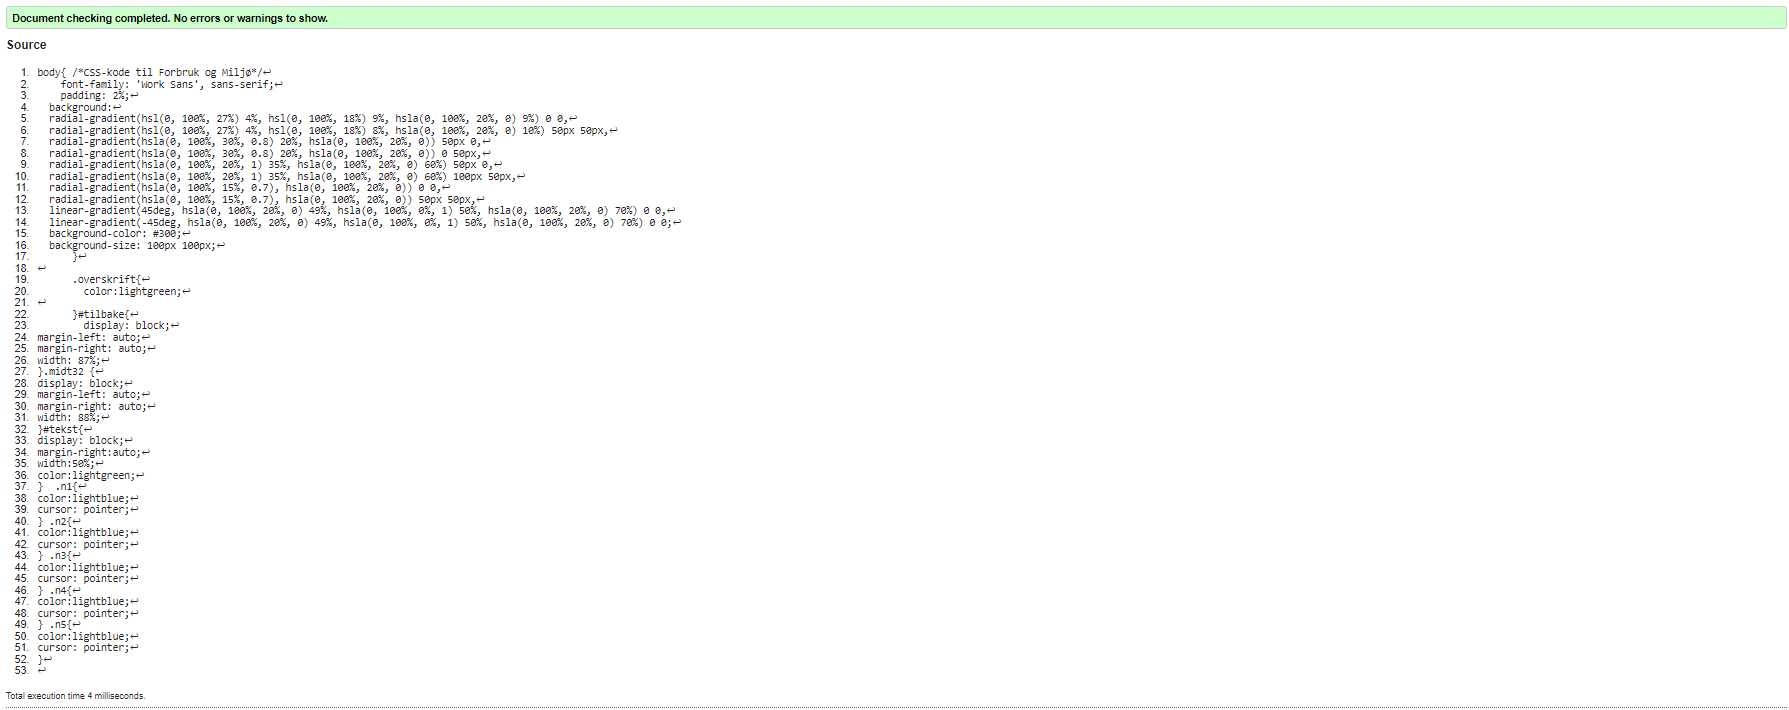 Document checking completed. No errors or warnings to show.
Source
1. body{ /*CSS-kode til Forbruk og Miljø*/↩
2.     font-family: 'Work Sans', sans-serif;↩
3.     padding: 2%;↩
4.   background:↩
5.   radial-gradient(hsl(0, 100%, 27%) 4%, hsl(0, 100%, 18%) 9%, hsla(0, 100%, 20%, 0) 9%) 0 0,↩
6.   radial-gradient(hsl(0, 100%, 27%) 4%, hsl(0, 100%, 18%) 8%, hsla(0, 100%, 20%, 0) 10%) 50px 50px,↩
7.   radial-gradient(hsla(0, 100%, 30%, 0.8) 20%, hsla(0, 100%, 20%, 0)) 50px 0,↩
8.   radial-gradient(hsla(0, 100%, 30%, 0.8) 20%, hsla(0, 100%, 20%, 0)) 0 50px,↩
9.   radial-gradient(hsla(0, 100%, 20%, 1) 35%, hsla(0, 100%, 20%, 0) 60%) 50px 0,↩
10.   radial-gradient(hsla(0, 100%, 20%, 1) 35%, hsla(0, 100%, 20%, 0) 60%) 100px 50px,↩
11.   radial-gradient(hsla(0, 100%, 15%, 0.7), hsla(0, 100%, 20%, 0)) 0 0,↩
12.   radial-gradient(hsla(0, 100%, 15%, 0.7), hsla(0, 100%, 20%, 0)) 50px 50px,↩
13.   linear-gradient(45deg, hsla(0, 100%, 20%, 0) 49%, hsla(0, 100%, 0%, 1) 50%, hsla(0, 100%, 20%, 0) 70%) 0 0,↩
14.   linear-gradient(-45deg, hsla(0, 100%, 20%, 0) 49%, hsla(0, 100%, 0%, 1) 50%, hsla(0, 100%, 20%, 0) 70%) 0 0;↩
15.   background-color: #300;↩
16.   background-size: 100px 100px;↩
17.       }↩
18. ↩
19.       .overskrift{↩
20.         color:lightgreen;↩
21. ↩
22.       }#tilbake{↩
23.         display: block;↩
24. margin-left: auto;↩
25. margin-right: auto;↩
26. width: 87%;↩
27. }.midt32 {↩
28. display: block;↩
29. margin-left: auto;↩
30. margin-right: auto;↩
31. width: 88%;↩
32. }#tekst{↩
33. display: block;↩
34. margin-right:auto;↩
35. width:50%;↩
36. color:lightgreen;↩
37. }  .n1{↩
38. color:lightblue;↩
39. cursor: pointer;↩
40. } .n2{↩
41. color:lightblue;↩
42. cursor: pointer;↩
43. } .n3{↩
44. color:lightblue;↩
45. cursor: pointer;↩
46. } .n4{↩
47. color:lightblue;↩
48. cursor: pointer;↩
49. } .n5{↩
50. color:lightblue;↩
51. cursor: pointer;↩
52. }↩
53. ↩
Total execution time 4 milliseconds.